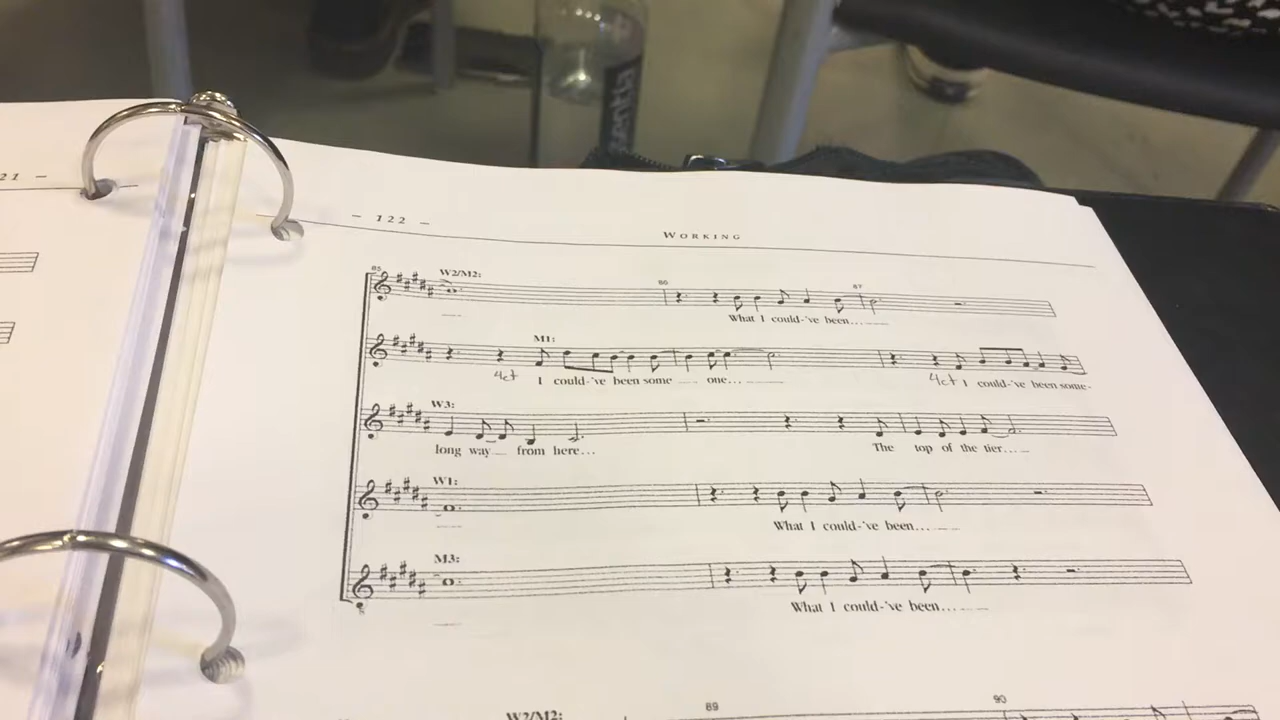 21 –
– 122 –
WORKING
85
W2/M2:
86
87
What I could-'ve been...
M1:
4ct
I could-'ve been some one...
4ct I could-'ve been some-
W3:
long way from here...
The top of the tier...
W1:
What I could-'ve been...
M3:
What I could-'ve been...
8
W2/M2:
89
90